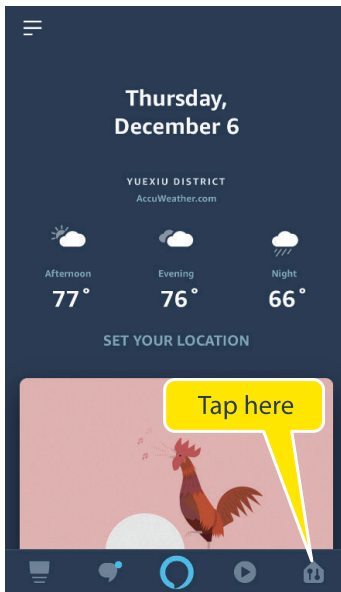 Thursday,
December 6
YUEXIU DISTRICT
AccuWeather.com
Afternoon Evening Night
77° 76° 66°
SET YOUR LOCATION
Tap here